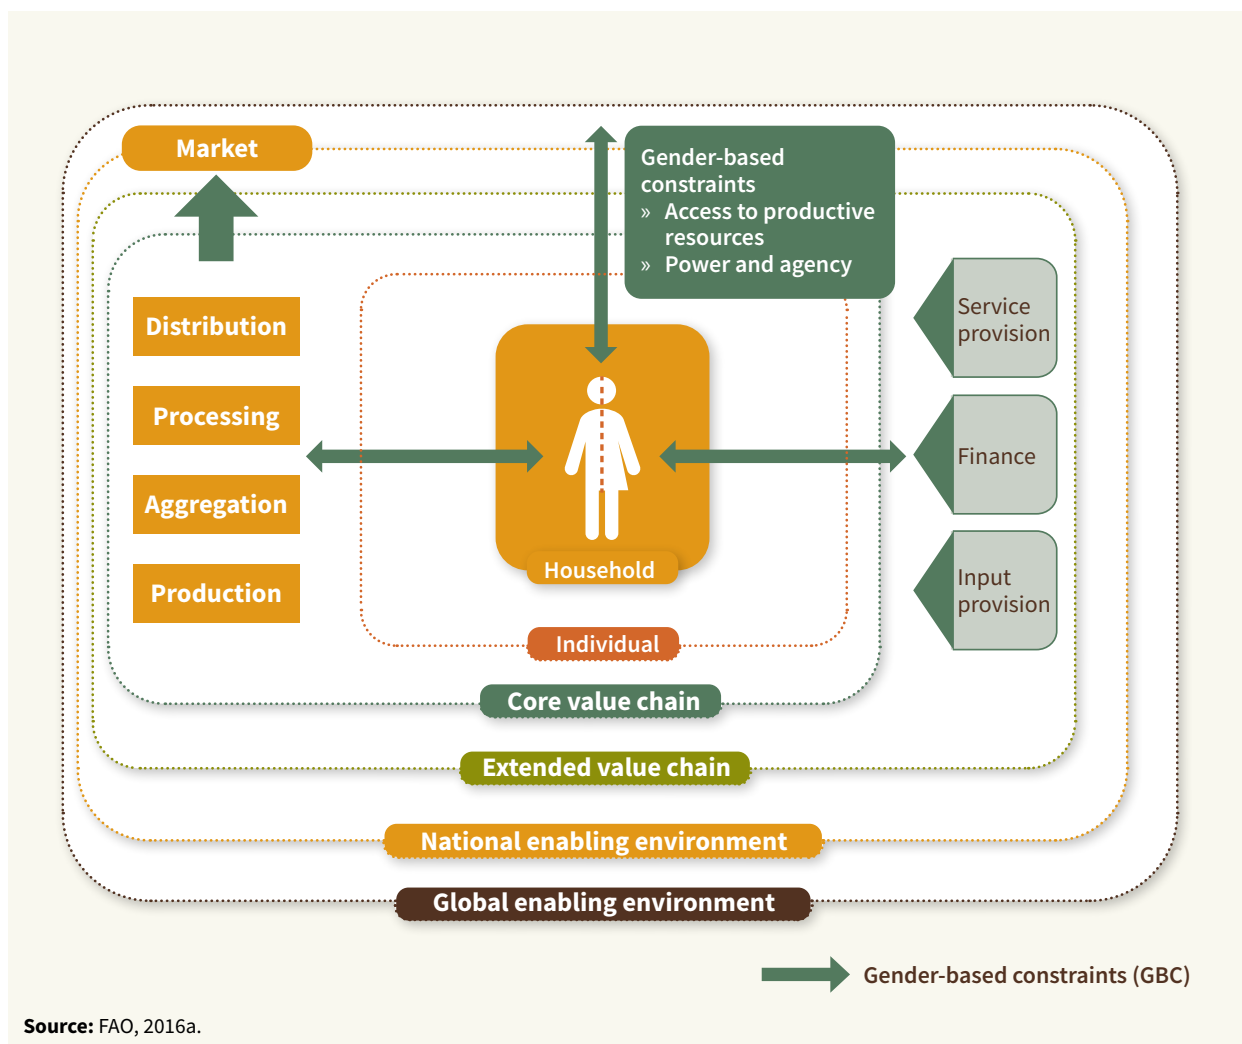 Market
Gender-based
constraints
» Access to productive
resources
» Power and agency
Distribution
Processing
Aggregation
Production
Service
provision
Finance
Input
provision
Household
Individual
Core value chain
Extended value chain
National enabling environment
Global enabling environment
Gender-based constraints (GBC)
Source: FAO, 2016a.